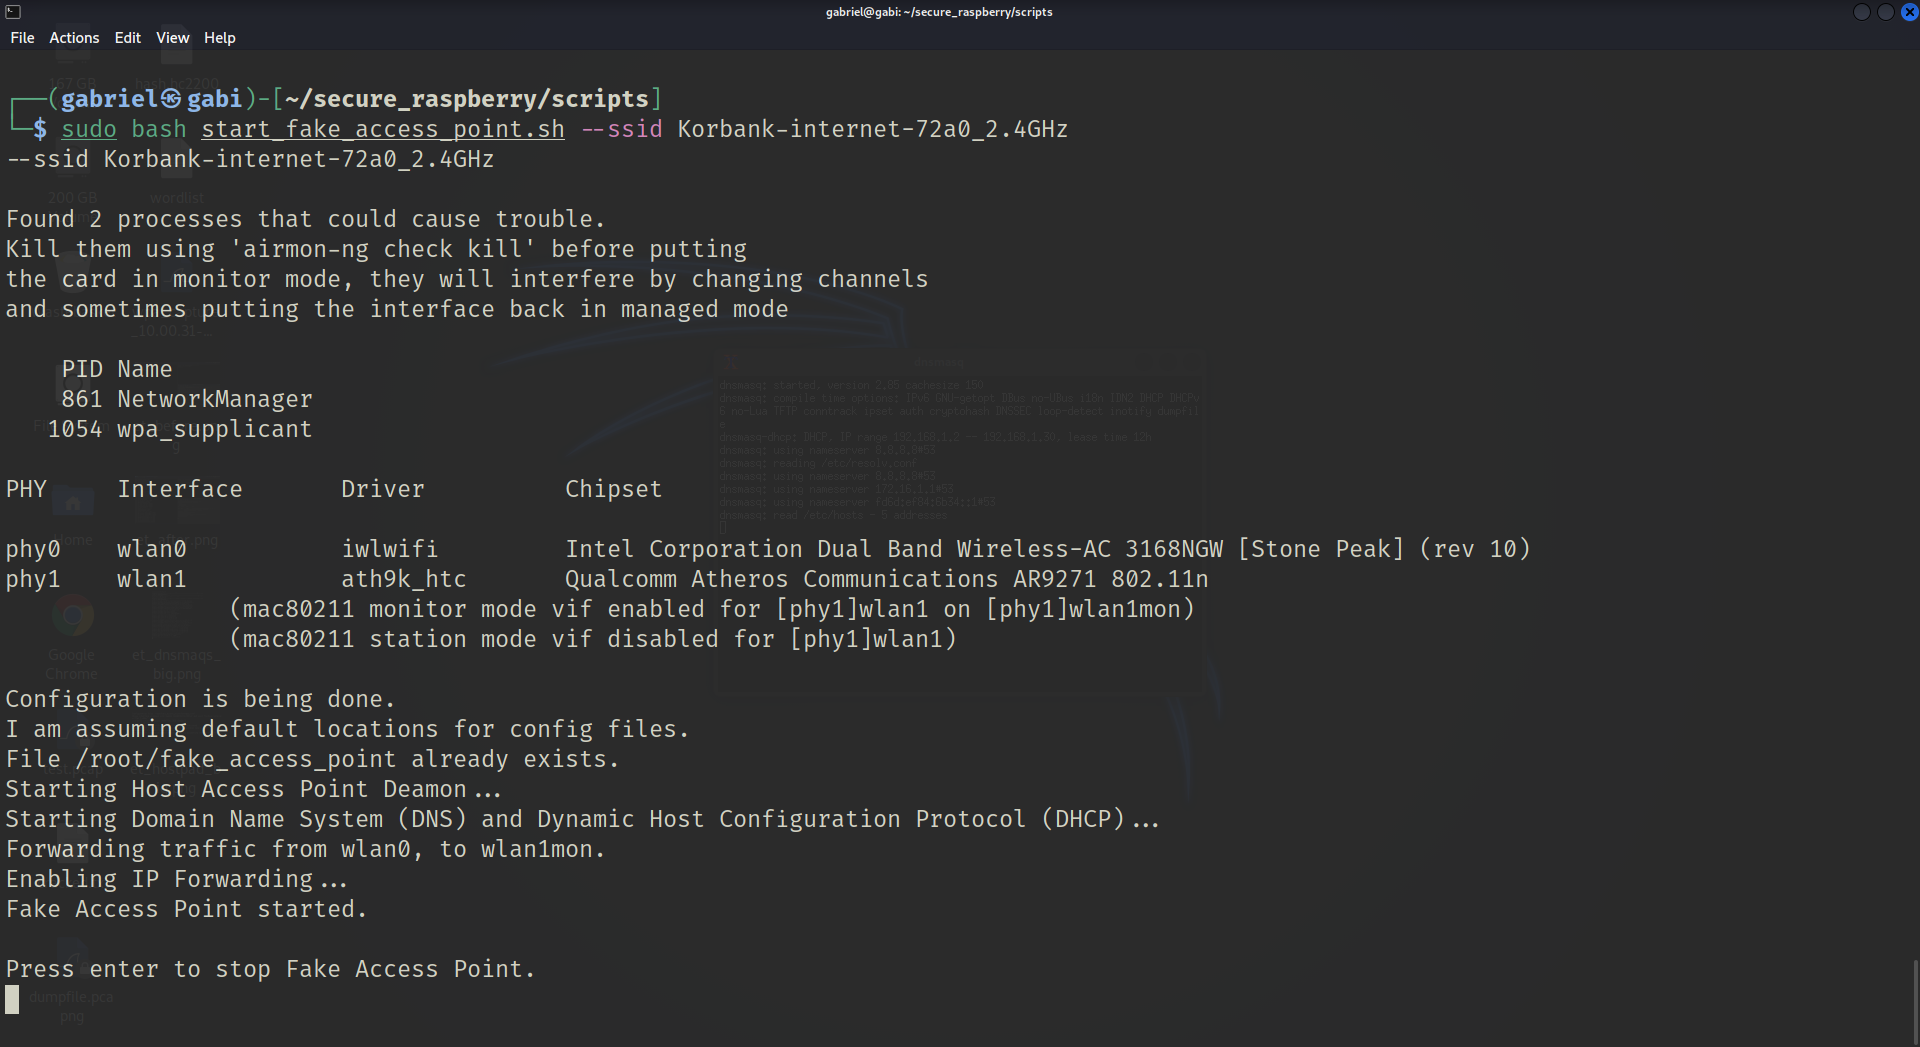 gabriel@gabi: ~/secure_raspberry/scripts
File Actions Edit View Help
┌──(gabriel㉿gabi)-[~/secure_raspberry/scripts]
└─$ sudo bash start_fake_access_point.sh --ssid Korbank-internet-72a0_2.4GHz
--ssid Korbank-internet-72a0_2.4GHz
Found 2 processes that could cause trouble.
Kill them using 'airmon-ng check kill' before putting
the card in monitor mode, they will interfere by changing channels
and sometimes putting the interface back in managed mode
PID Name
861 NetworkManager
1054 wpa_supplicant
PHY Interface Driver Chipset
phy0 wlan0 iwlwifi Intel Corporation Dual Band Wireless-AC 3168NGW [Stone Peak] (rev 10)
phy1 wlan1 ath9k_htc Qualcomm Atheros Communications AR9271 802.11n
(mac80211 monitor mode vif enabled for [phy1]wlan1 on [phy1]wlan1mon)
(mac80211 station mode vif disabled for [phy1]wlan1)
Configuration is being done.
I am assuming default locations for config files.
File /root/fake_access_point already exists.
Starting Host Access Point Deamon...
Starting Domain Name System (DNS) and Dynamic Host Configuration Protocol (DHCP)...
Forwarding traffic from wlan0, to wlan1mon.
Enabling IP Forwarding...
Fake Access Point started.
Press enter to stop Fake Access Point.